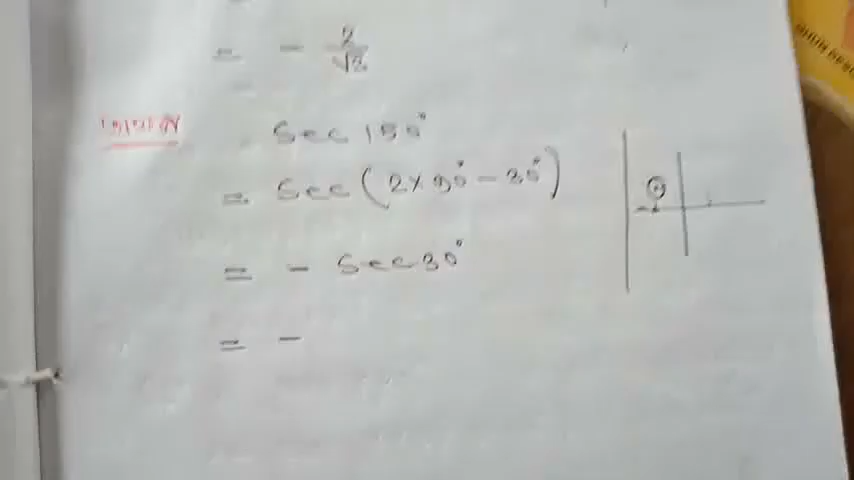 = - 2/√3
sec 150°
= sec (2×90° - 30°)
= - sec 30°
= -